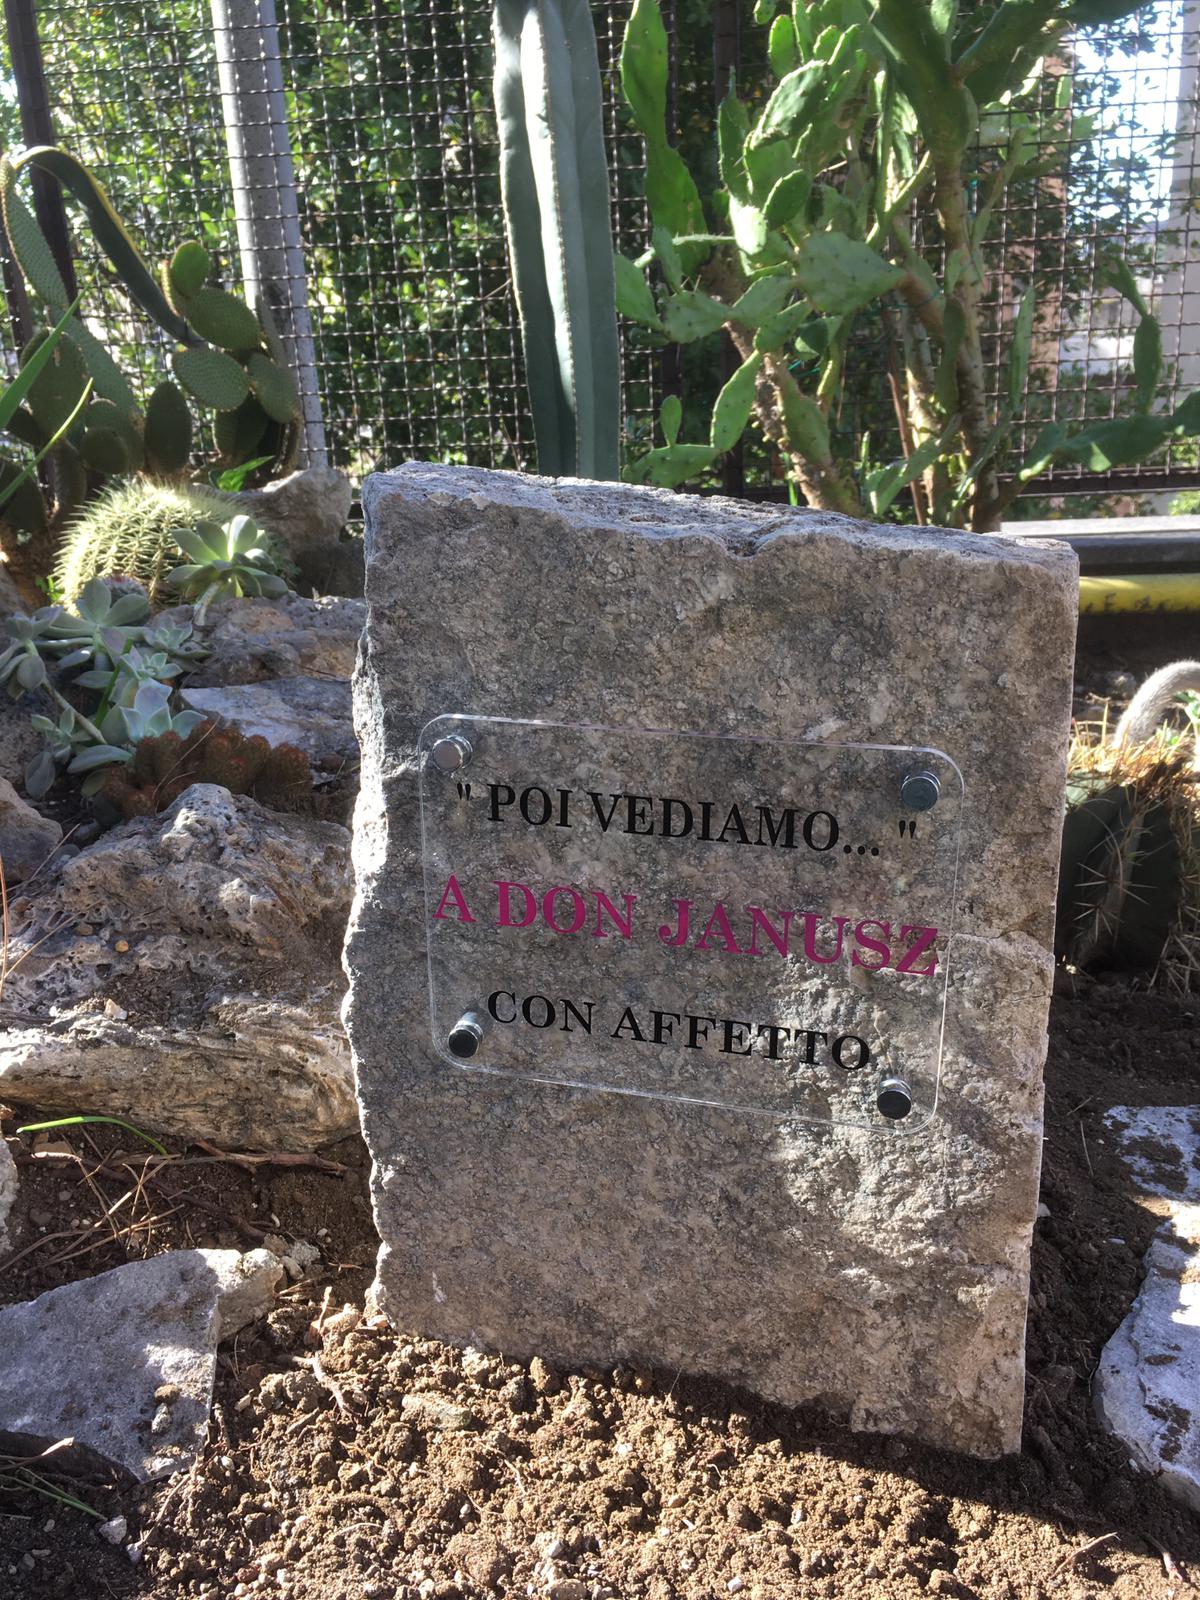 " POI VEDIAMO... "
A DON JANUSZ
CON AFFETTO